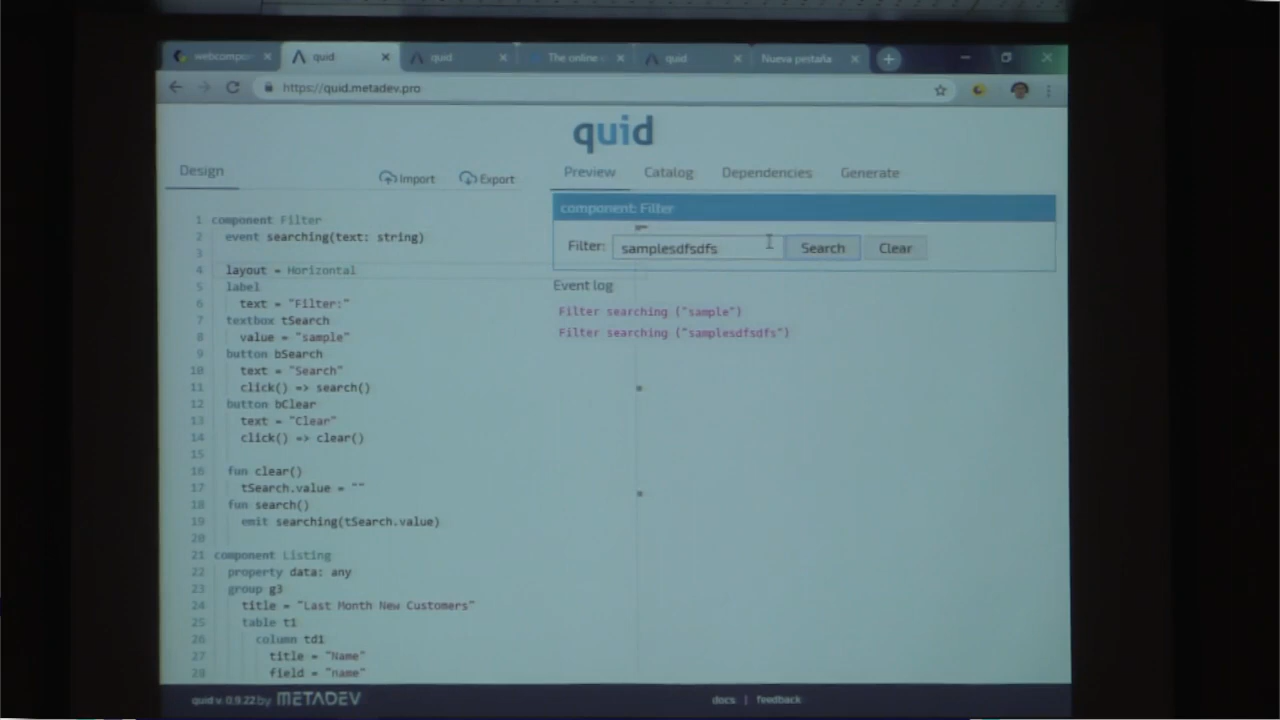 webcompo
quid
quid
The online
quid
Nueva pestaña
https://quid.metadev.pro
quid
Design
Import
Export
Preview
Catalog
Dependencies
Generate
1 component Filter
2 event searching(text: string)
3
4 layout = Horizontal
5 label
6 text = "Filter:"
7 textbox tSearch
8 value = "sample"
9 button bSearch
10 text = "Search"
11 click() => search()
12 button bClear
13 text = "Clear"
14 click() => clear()
15
16 fun clear()
17 tSearch.value = ""
18 fun search()
19 emit searching(tSearch.value)
20
21 component Listing
22 property data: any
23 group g3
24 title = "Last Month New Customers"
25 table t1
26 column td1
27 title = "Name"
28 field = "name"
component: Filter
Filter: samplesdfsdfs Search Clear
Event log
Filter searching ("sample")
Filter searching ("samplesdfsdfs")
quid v. 0.9.22 by METADEV
docs | feedback